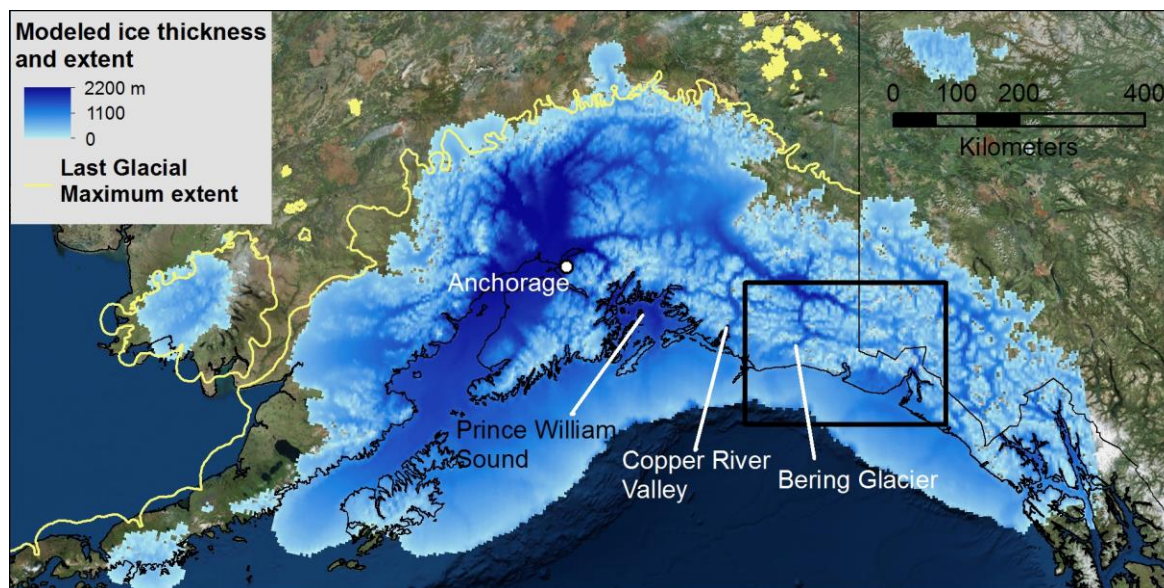 Modeled ice thickness
and extent
2200 m
1100
0
Last Glacial
Maximum extent
0 100 200 400
Kilometers
Anchorage
Prince William
Sound
Copper River
Valley
Bering Glacier